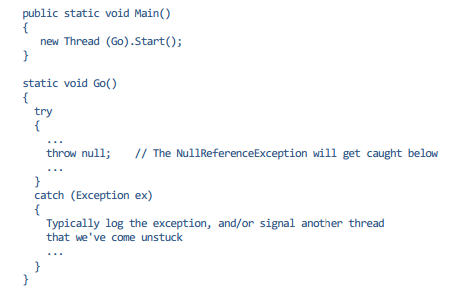 public static void Main()
{
new Thread (Go).Start();
}
static void Go()
{
try
{
...
throw null;    // The NullReferenceException will get caught below
...
}
catch (Exception ex)
{
Typically log the exception, and/or signal another thread
that we've come unstuck
...
}
}